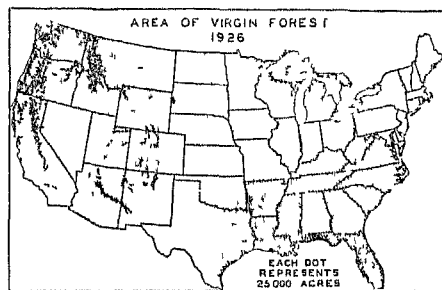 AREA OF VIRGIN FOREST
1926
EACH DOT
REPRESENTS
25000 ACRES